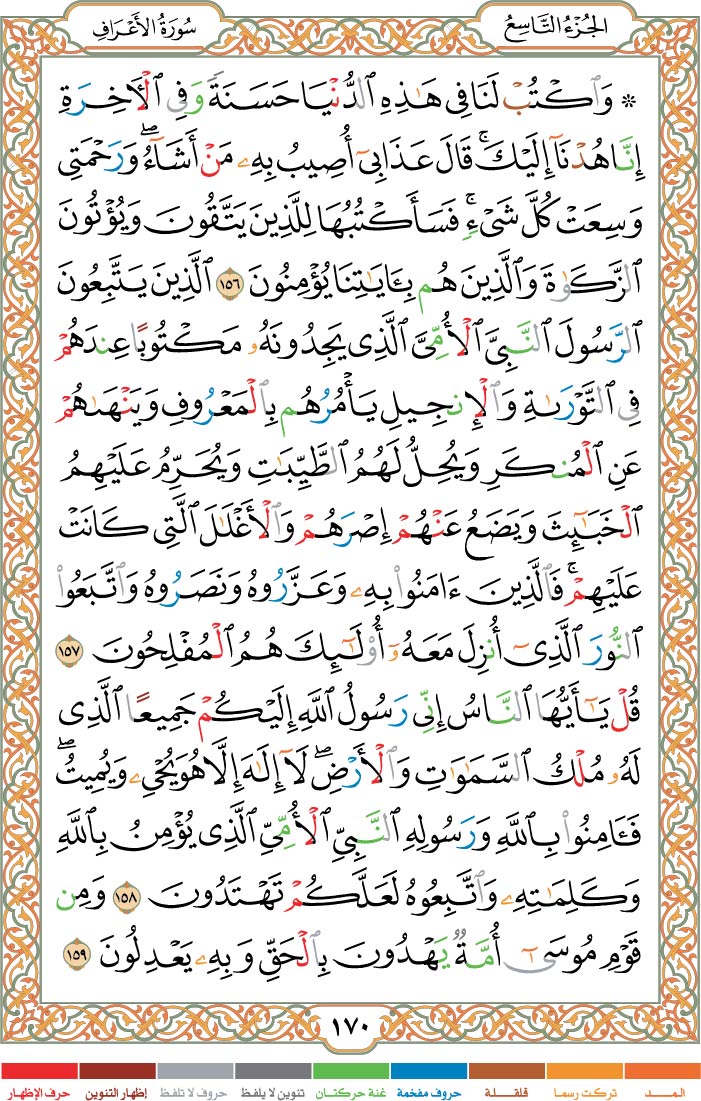 الجُزْءُ التَّاسِعُ
سُورَةُ الأَعْرَافِ
۞ وَٱكْتُبْ لَنَا فِى هَٰذِهِ ٱلدُّنْيَا حَسَنَةً وَفِى ٱلْأَخِرَةِ
إِنَّا هُدْنَآ إِلَيْكَ ۚ قَالَ عَذَابِىٓ أُصِيبُ بِهِۦ مَنْ أَشَآءُ ۖ وَرَحْمَتِى
وَسِعَتْ كُلَّ شَىْءٍ ۚ فَسَأَكْتُبُهَا لِلَّذِينَ يَتَّقُونَ وَيُؤْتُونَ
ٱلزَّكَوٰةَ وَٱلَّذِينَ هُم بِـَٔايَٰتِنَا يُؤْمِنُونَ ١٥٦ ٱلَّذِينَ يَتَّبِعُونَ
ٱلرَّسُولَ ٱلنَّبِىَّ ٱلْأُمِّىَّ ٱلَّذِى يَجِدُونَهُۥ مَكْتُوبًا عِندَهُمْ
فِى ٱلتَّوْرَىٰةِ وَٱلْإِنجِيلِ يَأْمُرُهُم بِٱلْمَعْرُوفِ وَيَنْهَىٰهُمْ
عَنِ ٱلْمُنكَرِ وَيُحِلُّ لَهُمُ ٱلطَّيِّبَٰتِ وَيُحَرِّمُ عَلَيْهِمُ
ٱلْخَبَٰٓئِثَ وَيَضَعُ عَنْهُمْ إِصْرَهُمْ وَٱلْأَغْلَٰلَ ٱلَّتِى كَانَتْ
عَلَيْهِمْ ۚ فَٱلَّذِينَ ءَامَنُوا۟ بِهِۦ وَعَزَّرُوهُ وَنَصَرُوهُ وَٱتَّبَعُوا۟
ٱلنُّورَ ٱلَّذِىٓ أُنزِلَ مَعَهُۥٓ أُو۟لَٰٓئِكَ هُمُ ٱلْمُفْلِحُونَ ١٥٧
قُلْ يَٰٓأَيُّهَا ٱلنَّاسُ إِنِّى رَسُولُ ٱللَّهِ إِلَيْكُمْ جَمِيعًا ٱلَّذِى
لَهُۥ مُلْكُ ٱلسَّمَٰوَٰتِ وَٱلْأَرْضِ ۖ لَآ إِلَٰهَ إِلَّا هُوَ يُحْىِۦ وَيُمِيتُ ۖ
فَـَٔامِنُوا۟ بِٱللَّهِ وَرَسُولِهِ ٱلنَّبِىِّ ٱلْأُمِّىِّ ٱلَّذِى يُؤْمِنُ بِٱللَّهِ
وَكَلِمَٰتِهِۦ وَٱتَّبِعُوهُ لَعَلَّكُمْ تَهْتَدُونَ ١٥٨ وَمِن
قَوْمِ مُوسَىٰٓ أُمَّةٌ يَهْدُونَ بِٱلْحَقِّ وَبِهِۦ يَعْدِلُونَ ١٥٩
١٧٠
المـــد تركت رسما قلقـلـة حروف مفخمة غنة حركتـان تنوين لا يلفظ حروف لا تلفظ إظهار التنوين حرف الإظهار